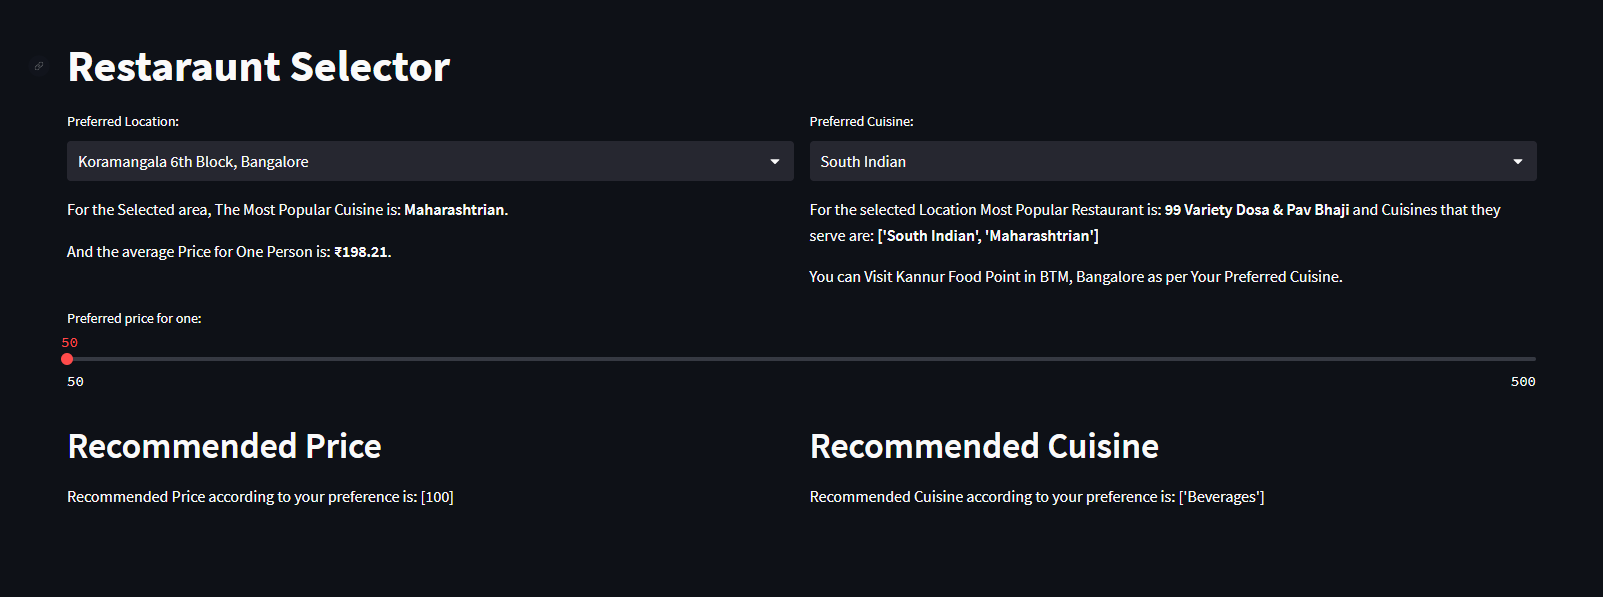 Restaraunt Selector
Preferred Location:
Koramangala 6th Block, Bangalore
For the Selected area, The Most Popular Cuisine is: Maharashtrian.
And the average Price for One Person is: ₹198.21.
Preferred Cuisine:
South Indian
For the selected Location Most Popular Restaurant is: 99 Variety Dosa & Pav Bhaji and Cuisines that they
serve are: ['South Indian', 'Maharashtrian']
You can Visit Kannur Food Point in BTM, Bangalore as per Your Preferred Cuisine.
Preferred price for one:
50
50
500
Recommended Price
Recommended Price according to your preference is: [100]
Recommended Cuisine
Recommended Cuisine according to your preference is: ['Beverages']